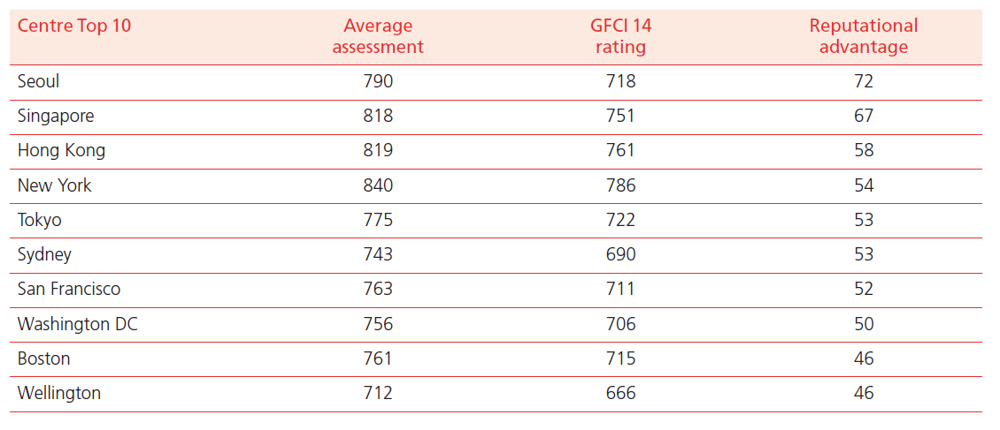 Centre Top 10 Average assessment GFCI 14 rating Reputational advantage
Seoul 790 718 72
Singapore 818 751 67
Hong Kong 819 761 58
New York 840 786 54
Tokyo 775 722 53
Sydney 743 690 53
San Francisco 763 711 52
Washington DC 756 706 50
Boston 761 715 46
Wellington 712 666 46